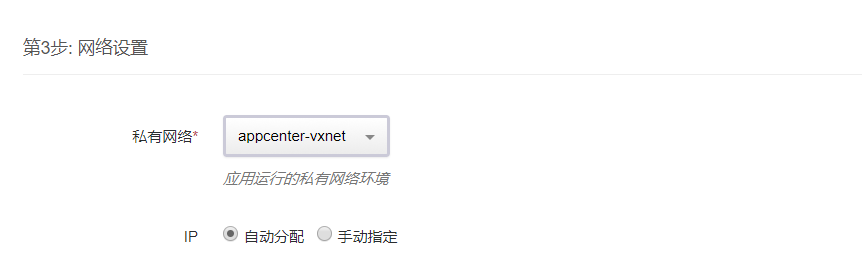 第3步: 网络设置
私有网络*
appcenter-vxnet
应用运行的私有网络环境
IP 自动分配 手动指定